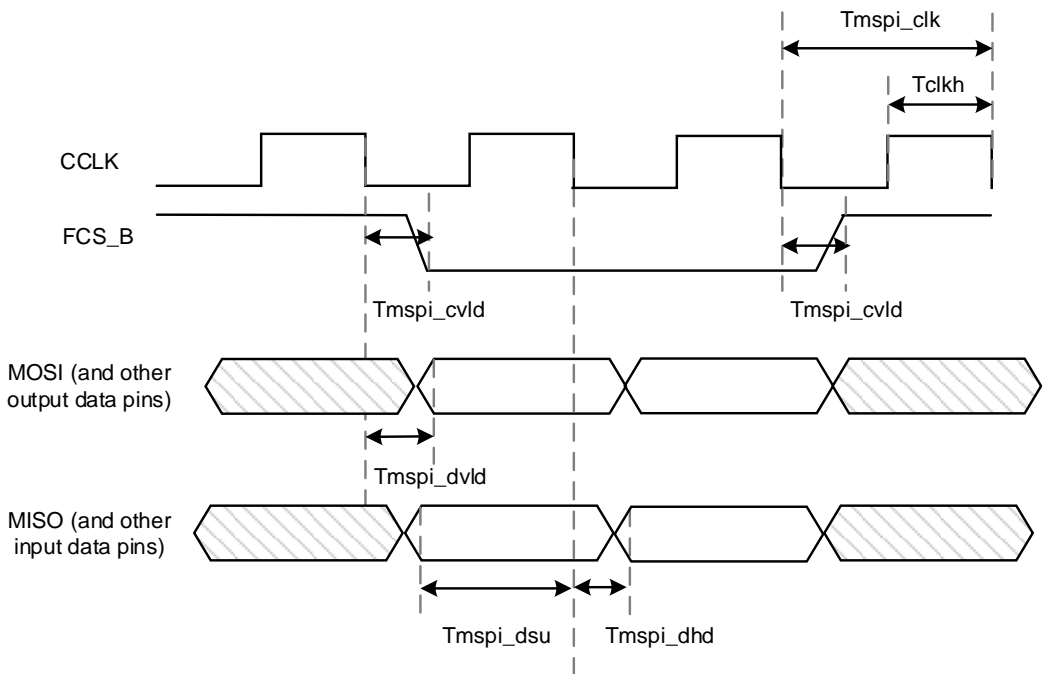 Tmspi_clk
Tclkh
CCLK
FCS_B
Tmspi_cvld
Tmspi_cvld
MOSI (and other
output data pins)
Tmspi_dvld
MISO (and other
input data pins)
Tmspi_dsu
Tmspi_dhd